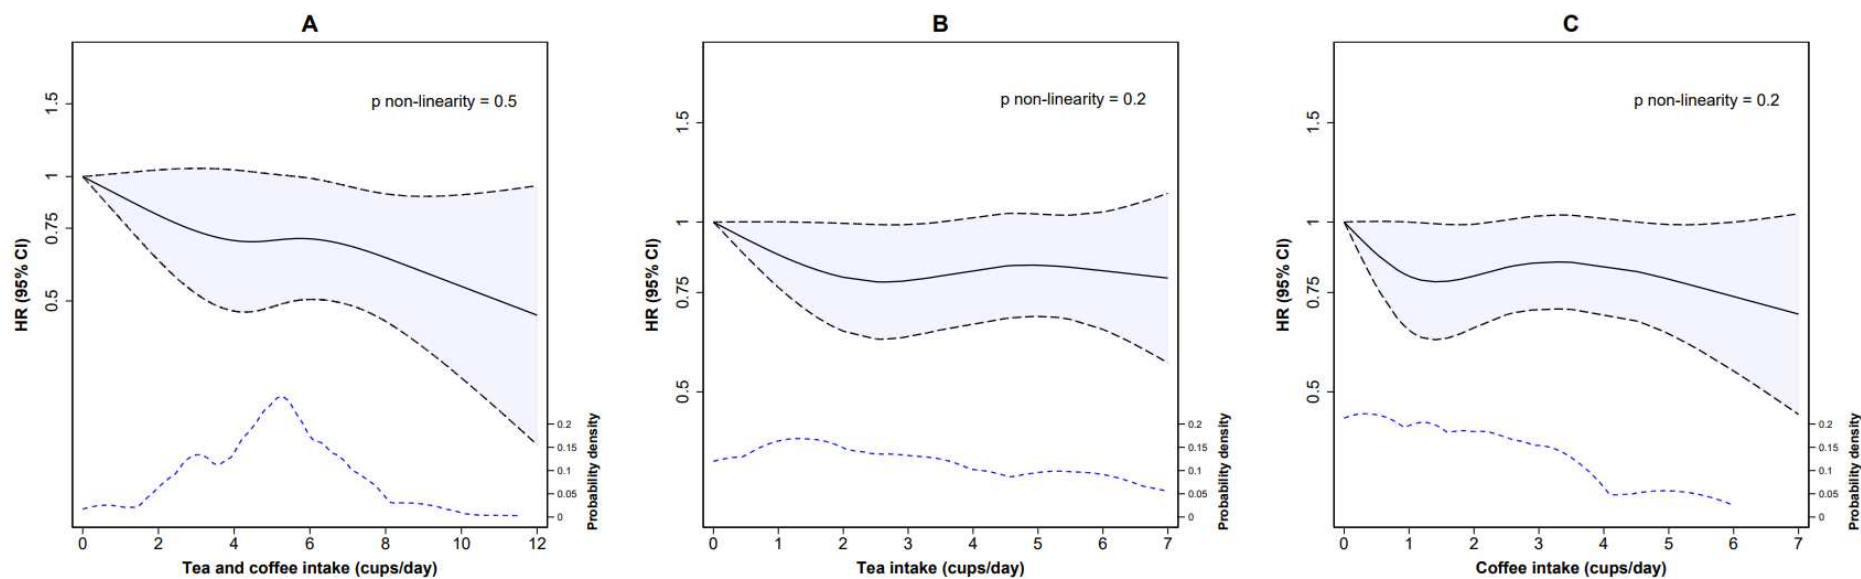 A
p non-linearity = 0.5
HR (95% CI)
1.5
1
0.75
0.5
0.2
0.15
0.1
0.05
0
Probability density
0 2 4 6 8 10 12
Tea and coffee intake (cups/day)
B
p non-linearity = 0.2
HR (95% CI)
1.5
1
0.75
0.5
0.2
0.15
0.1
0.05
0
Probability density
0 1 2 3 4 5 6 7
Tea intake (cups/day)
C
p non-linearity = 0.2
HR (95% CI)
1.5
1
0.75
0.5
0.2
0.15
0.1
0.05
0
Probability density
0 1 2 3 4 5 6 7
Coffee intake (cups/day)